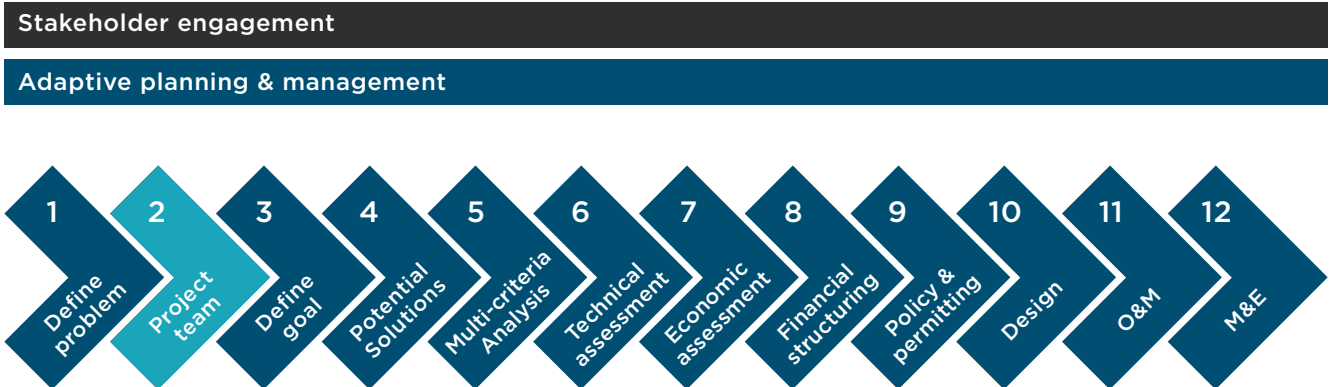 Stakeholder engagement
Adaptive planning & management
1
Define
problem
2
Project
team
3
Define
goal
4
Potential
Solutions
5
Multi-criteria
Analysis
6
Technical
assessment
7
Economic
assessment
8
Financial
structuring
9
Policy &
permitting
10
Design
11
O&M
12
M&E